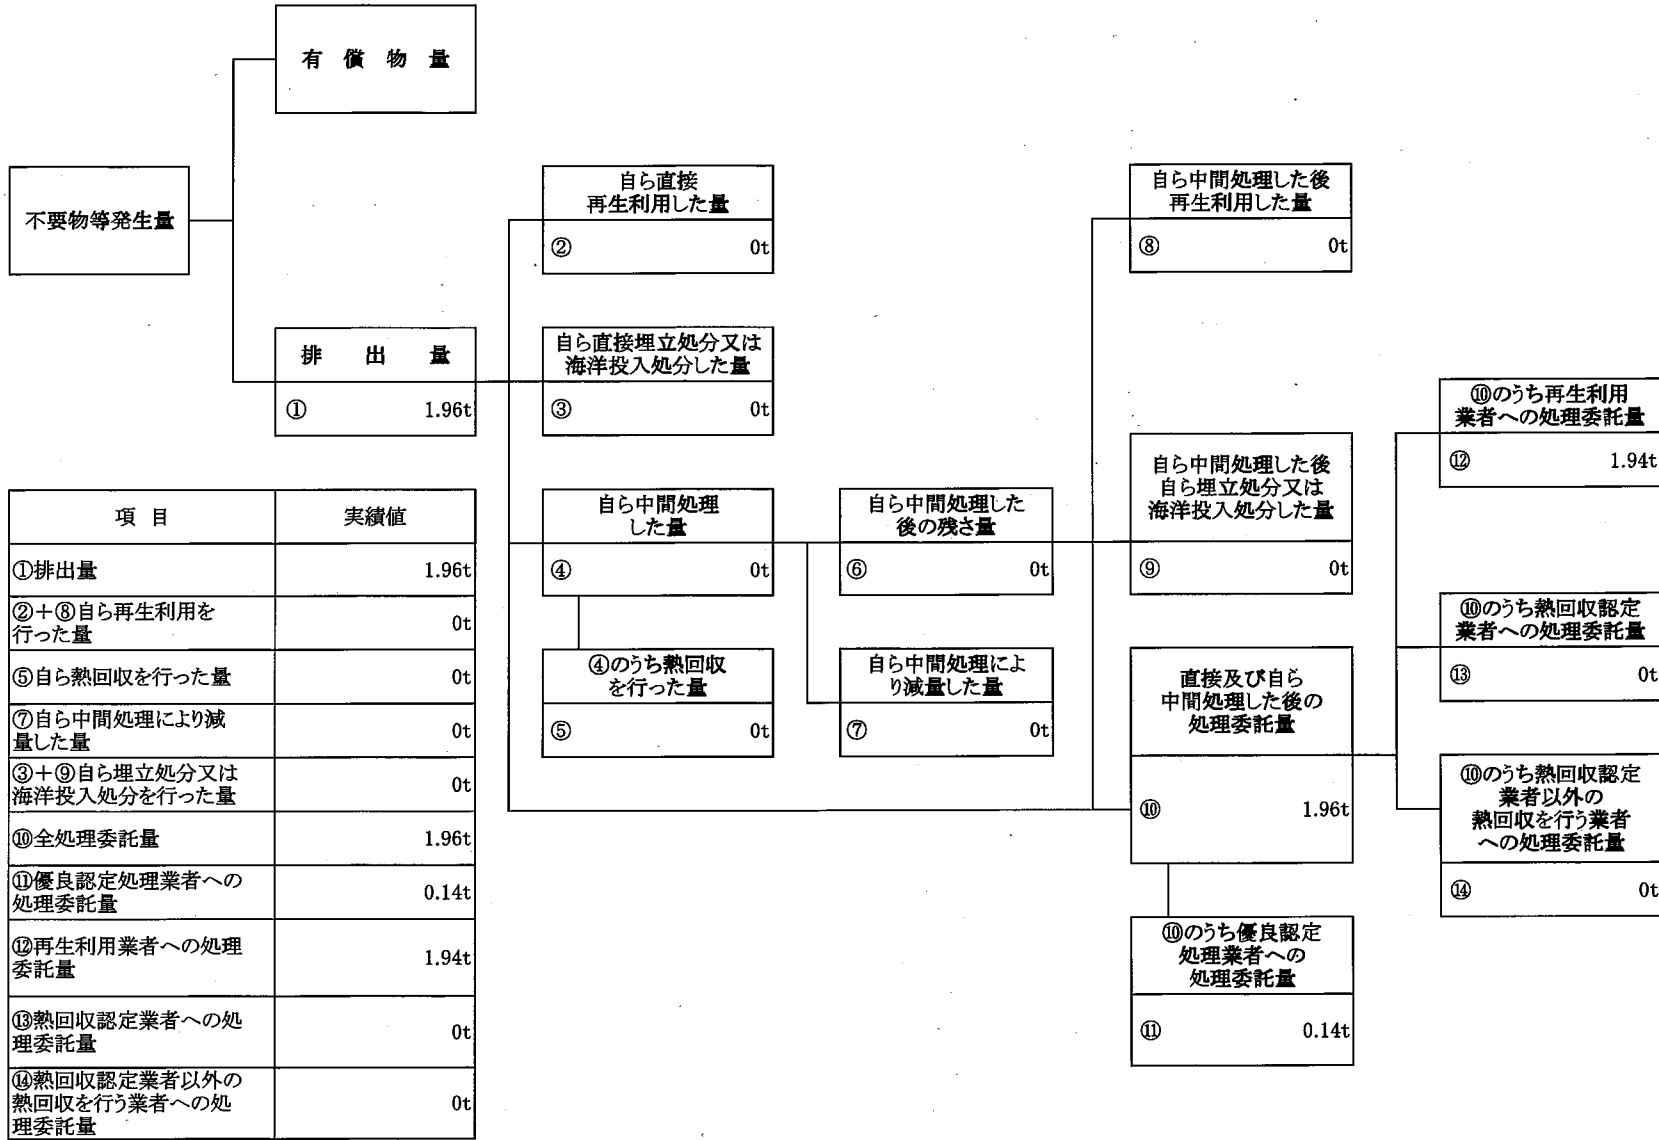 有 償 物 量
不要物等発生量
排 出 量
① 1.96t
自ら直接
再生利用した量
② 0t
自ら直接埋立処分又は
海洋投入処分した量
③ 0t
自ら中間処理
した量
④ 0t
④のうち熱回収
を行った量
⑤ 0t
自ら中間処理した
後の残さ量
⑥ 0t
自ら中間処理によ
り減量した量
⑦ 0t
自ら中間処理した後
再生利用した量
⑧ 0t
自ら中間処理した後
自ら埋立処分又は
海洋投入処分した量
⑨ 0t
直接及び自ら
中間処理した後の
処理委託量
⑩ 1.96t
⑩のうち優良認定
処理業者への
処理委託量
⑪ 0.14t
⑩のうち再生利用
業者への処理委託量
⑫ 1.94t
⑩のうち熱回収認定
業者への処理委託量
⑬ 0t
⑩のうち熱回収認定
業者以外の
熱回収を行う業者
への処理委託量
⑭ 0t
項 目 実績値
①排出量 1.96t
②+⑧自ら再生利用を
行った量 0t
⑤自ら熱回収を行った量 0t
⑦自ら中間処理により減
量した量 0t
③+⑨自ら埋立処分又は
海洋投入処分を行った量 0t
⑩全処理委託量 1.96t
⑪優良認定処理業者への
処理委託量 0.14t
⑫再生利用業者への処理
委託量 1.94t
⑬熱回収認定業者への処
理委託量 0t
⑭熱回収認定業者以外の
熱回収を行う業者への処
理委託量 0t